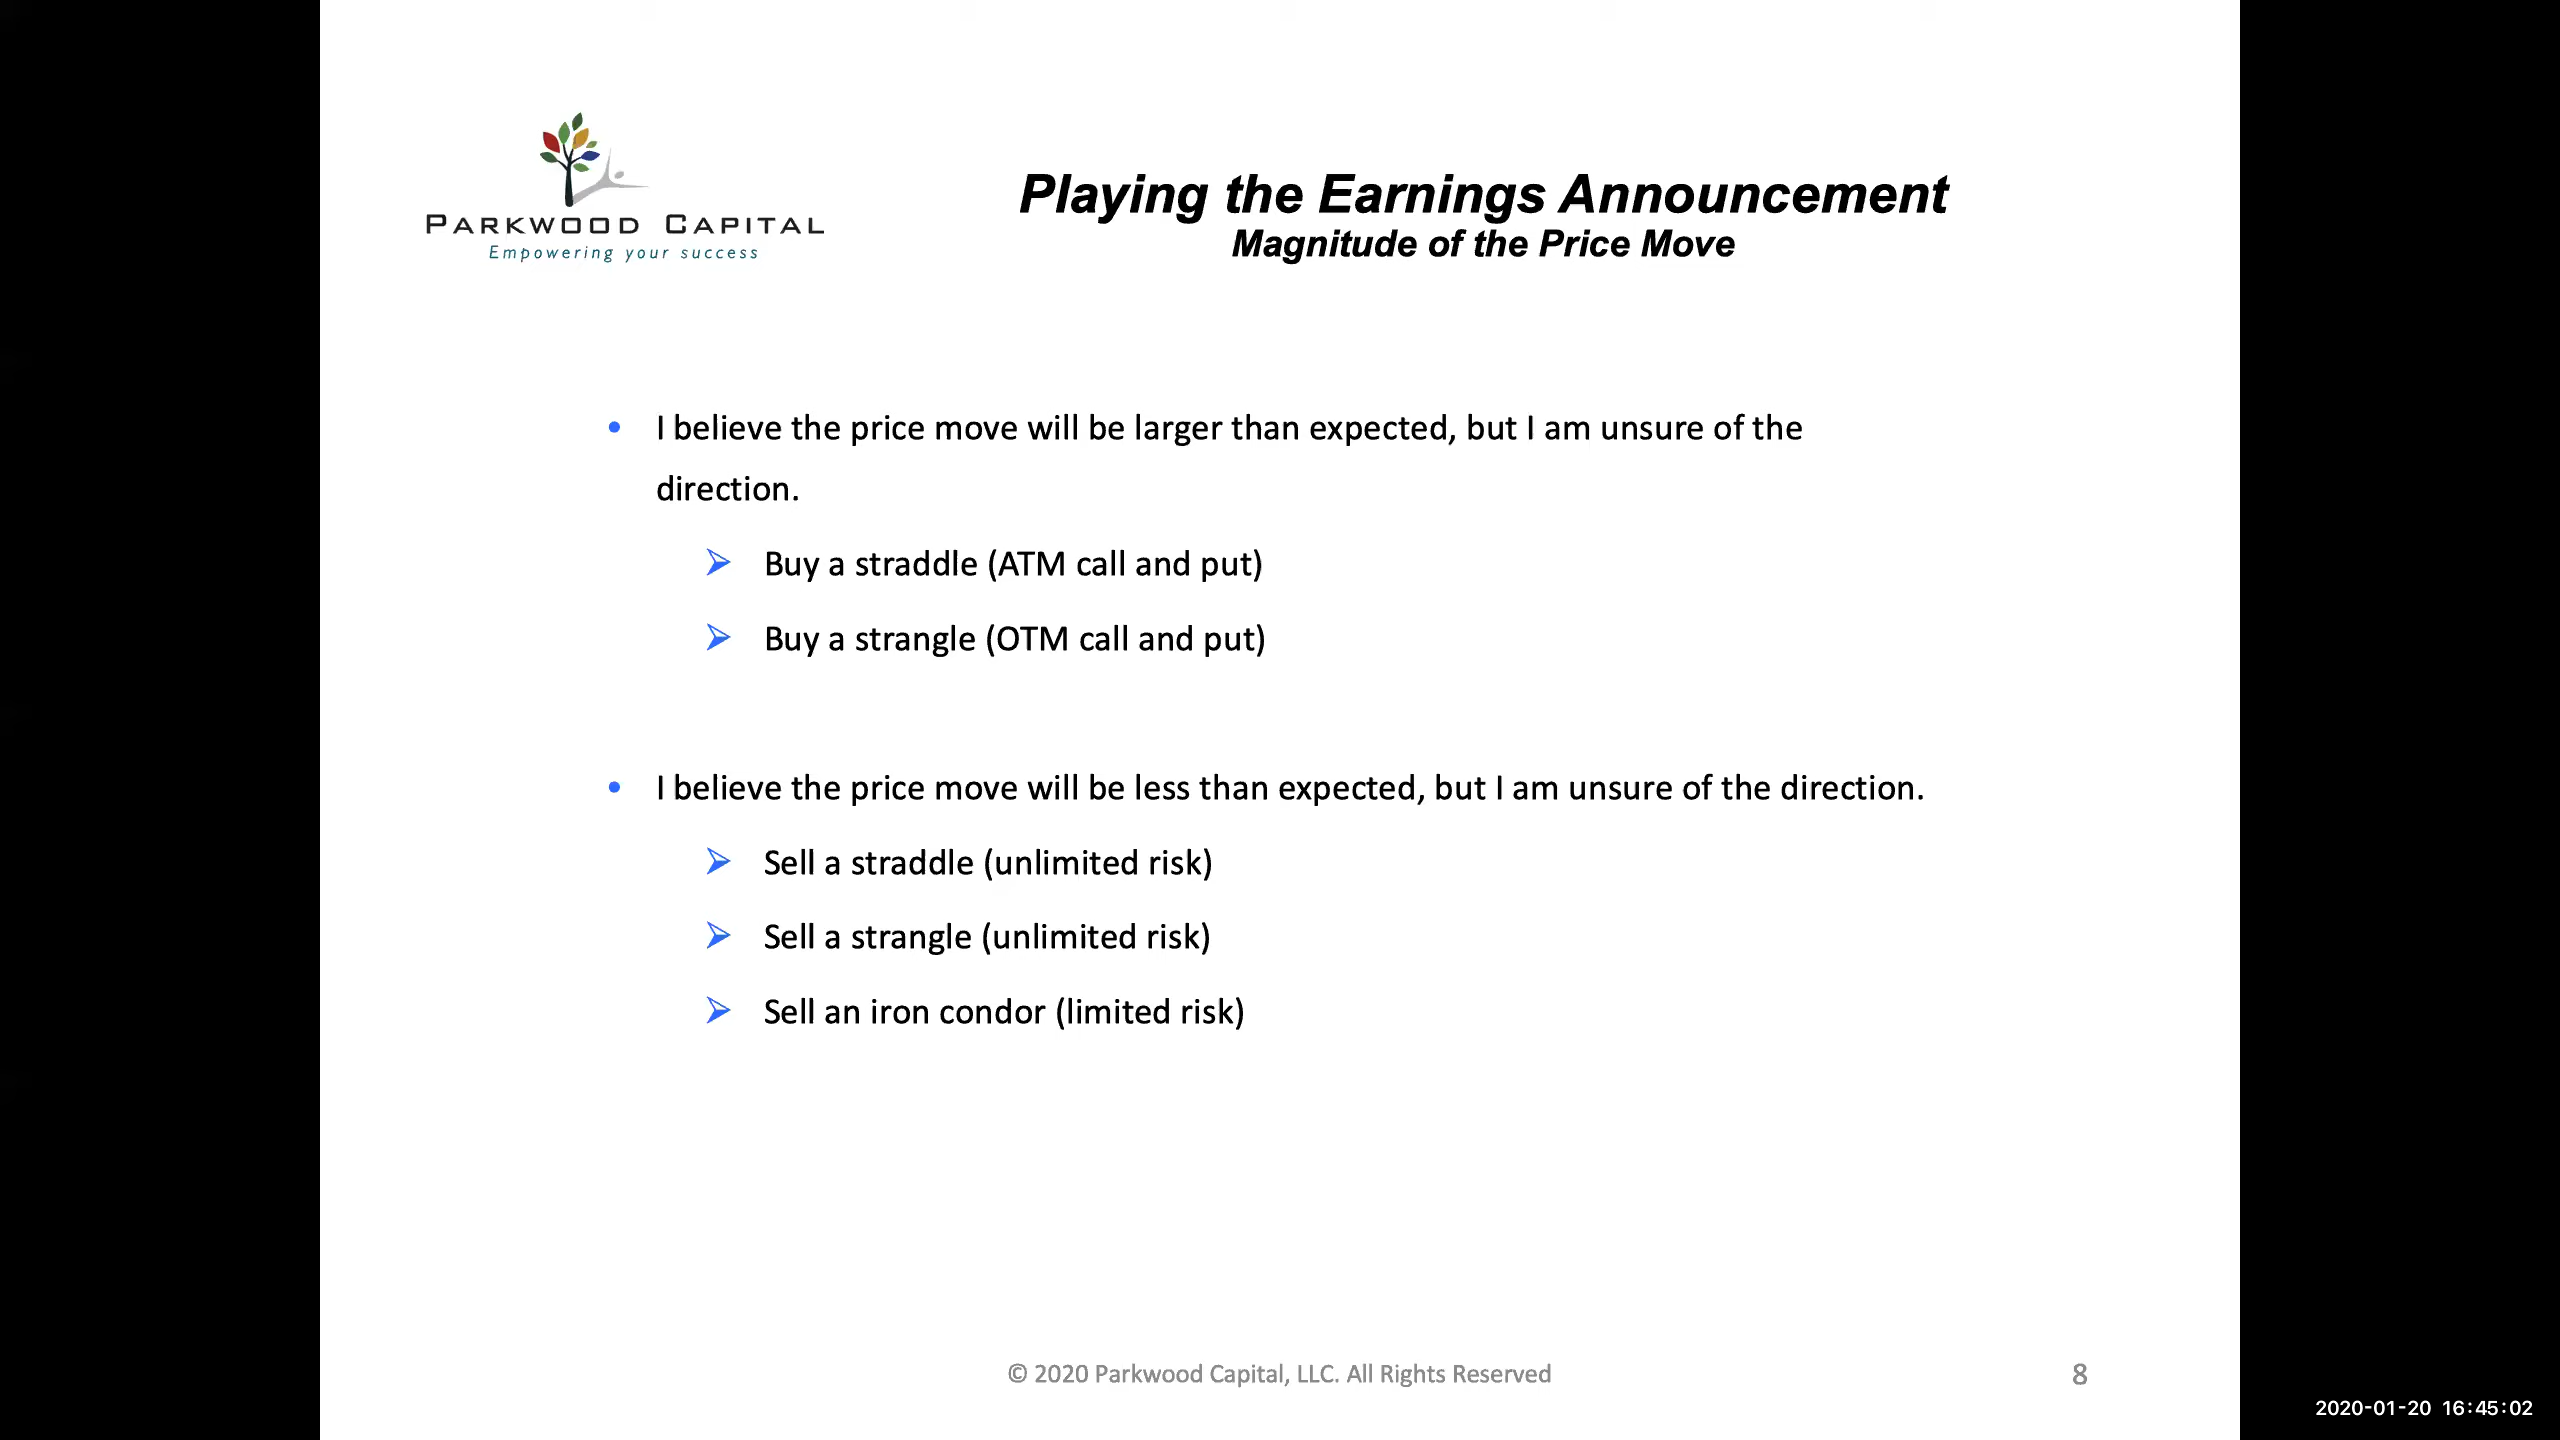 PARKWOOD CAPITAL
Empowering your success
Playing the Earnings Announcement
Magnitude of the Price Move
• I believe the price move will be larger than expected, but I am unsure of the
direction.
➢ Buy a straddle (ATM call and put)
➢ Buy a strangle (OTM call and put)
• I believe the price move will be less than expected, but I am unsure of the direction.
➢ Sell a straddle (unlimited risk)
➢ Sell a strangle (unlimited risk)
➢ Sell an iron condor (limited risk)
© 2020 Parkwood Capital, LLC. All Rights Reserved
8
2020-01-20 16:45:02